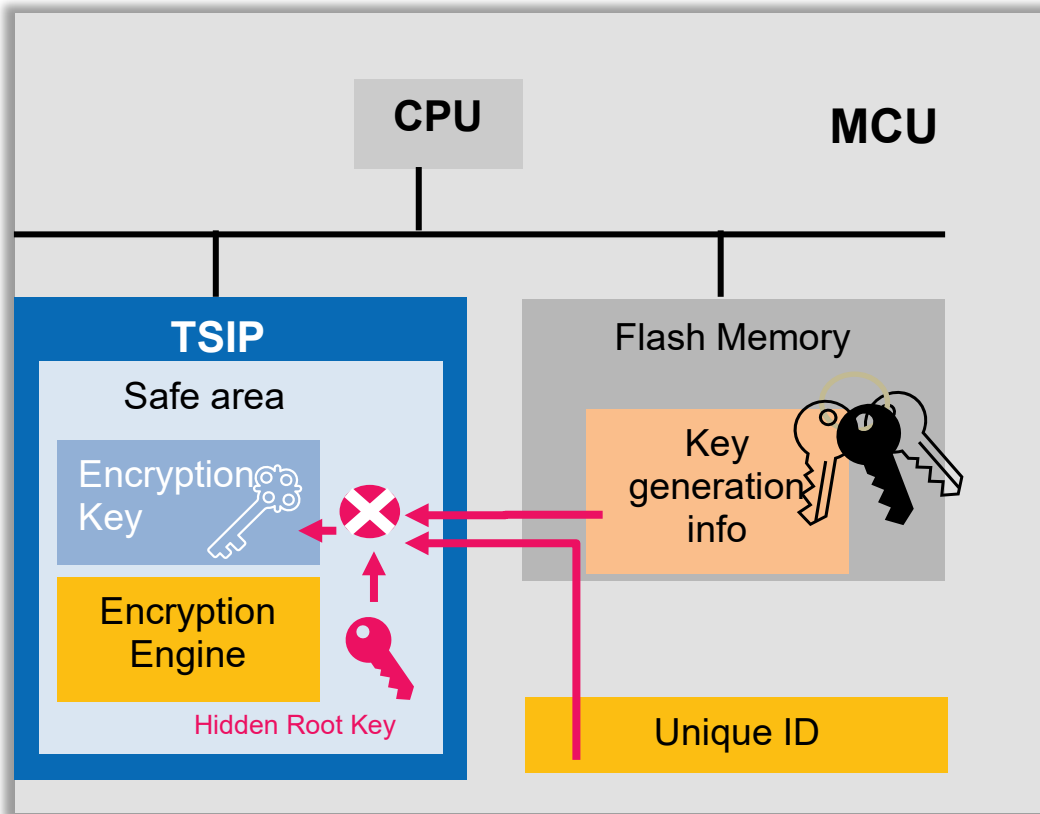 CPU
MCU
TSIP
Safe area
Encryption
Key
Encryption
Engine
Hidden Root Key
Flash Memory
Key
generation
info
Unique ID